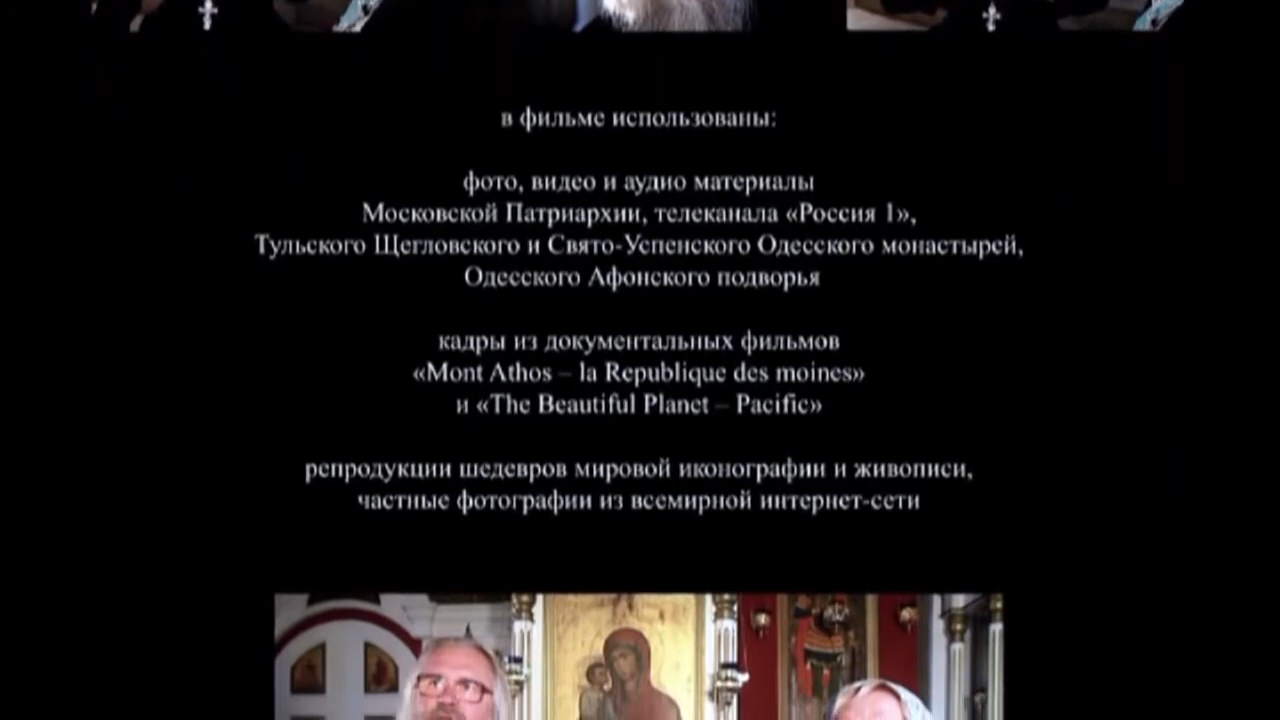 в фильме использованы:
фото, видео и аудио материалы
Московской Патриархии, телеканала «Россия 1»,
Тульского Щегловского и Свято-Успенского Одесского монастырей,
Одесского Афонского подворья
кадры из документальных фильмов
«Mont Athos – la Republique des moines»
и «The Beautiful Planet – Pacific»
репродукции шедевров мировой иконографии и живописи,
частные фотографии из всемирной интернет-сети